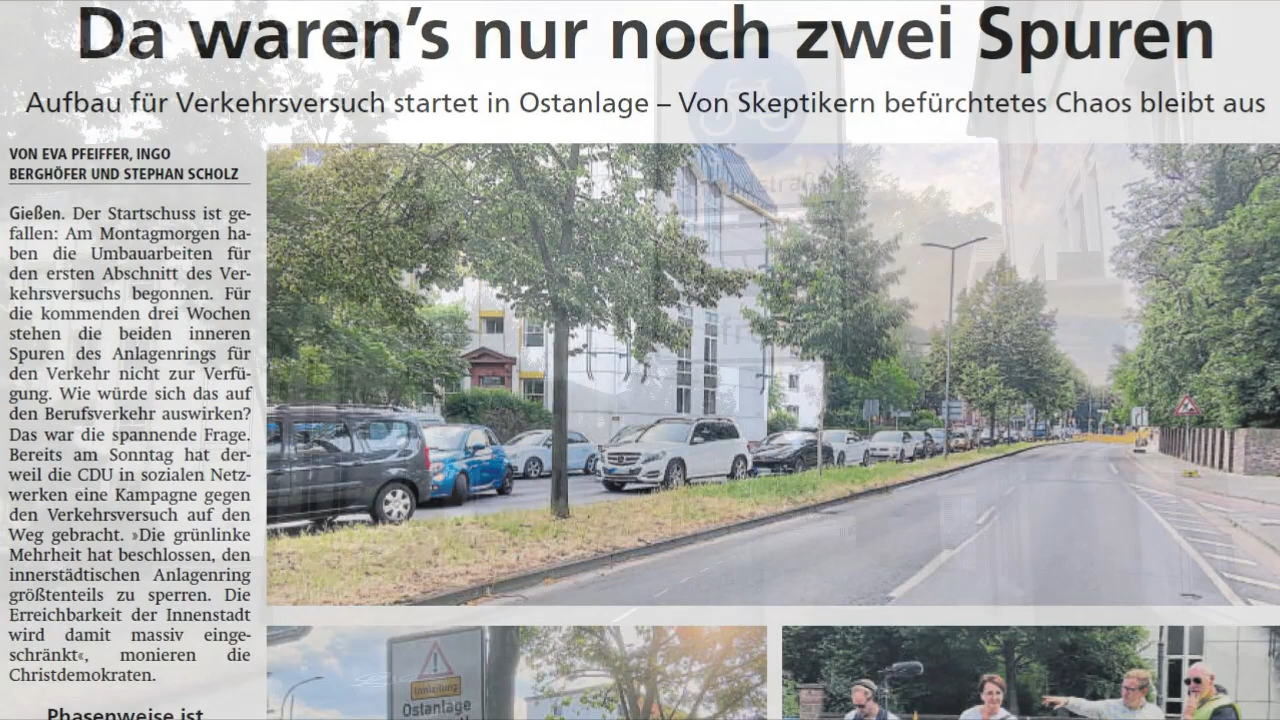 Da waren's nur noch zwei Spuren
Aufbau für Verkehrsversuch startet in Ostanlage – Von Skeptikern befürchtetes Chaos bleibt aus
VON EVA PFEIFFER, INGO
BERGHÖFER UND STEPHAN SCHOLZ
Gießen. Der Startschuss ist ge-
fallen: Am Montagmorgen ha-
ben die Umbauarbeiten für
den ersten Abschnitt des Ver-
kehrsversuchs begonnen. Für
die kommenden drei Wochen
stehen die beiden inneren
Spuren des Anlagenrings für
den Verkehr nicht zur Verfü-
gung. Wie würde sich das auf
den Berufsverkehr auswirken?
Das war die spannende Frage.
Bereits am Sonntag hat der-
weil die CDU in sozialen Netz-
werken eine Kampagne gegen
den Verkehrsversuch auf den
Weg gebracht. »Die grünlinke
Mehrheit hat beschlossen, den
innerstädtischen Anlagenring
größtenteils zu sperren. Die
Erreichbarkeit der Innenstadt
wird damit massiv einge-
schränkt«, monieren die
Christdemokraten.
Phasenweise ist
Ostanlage